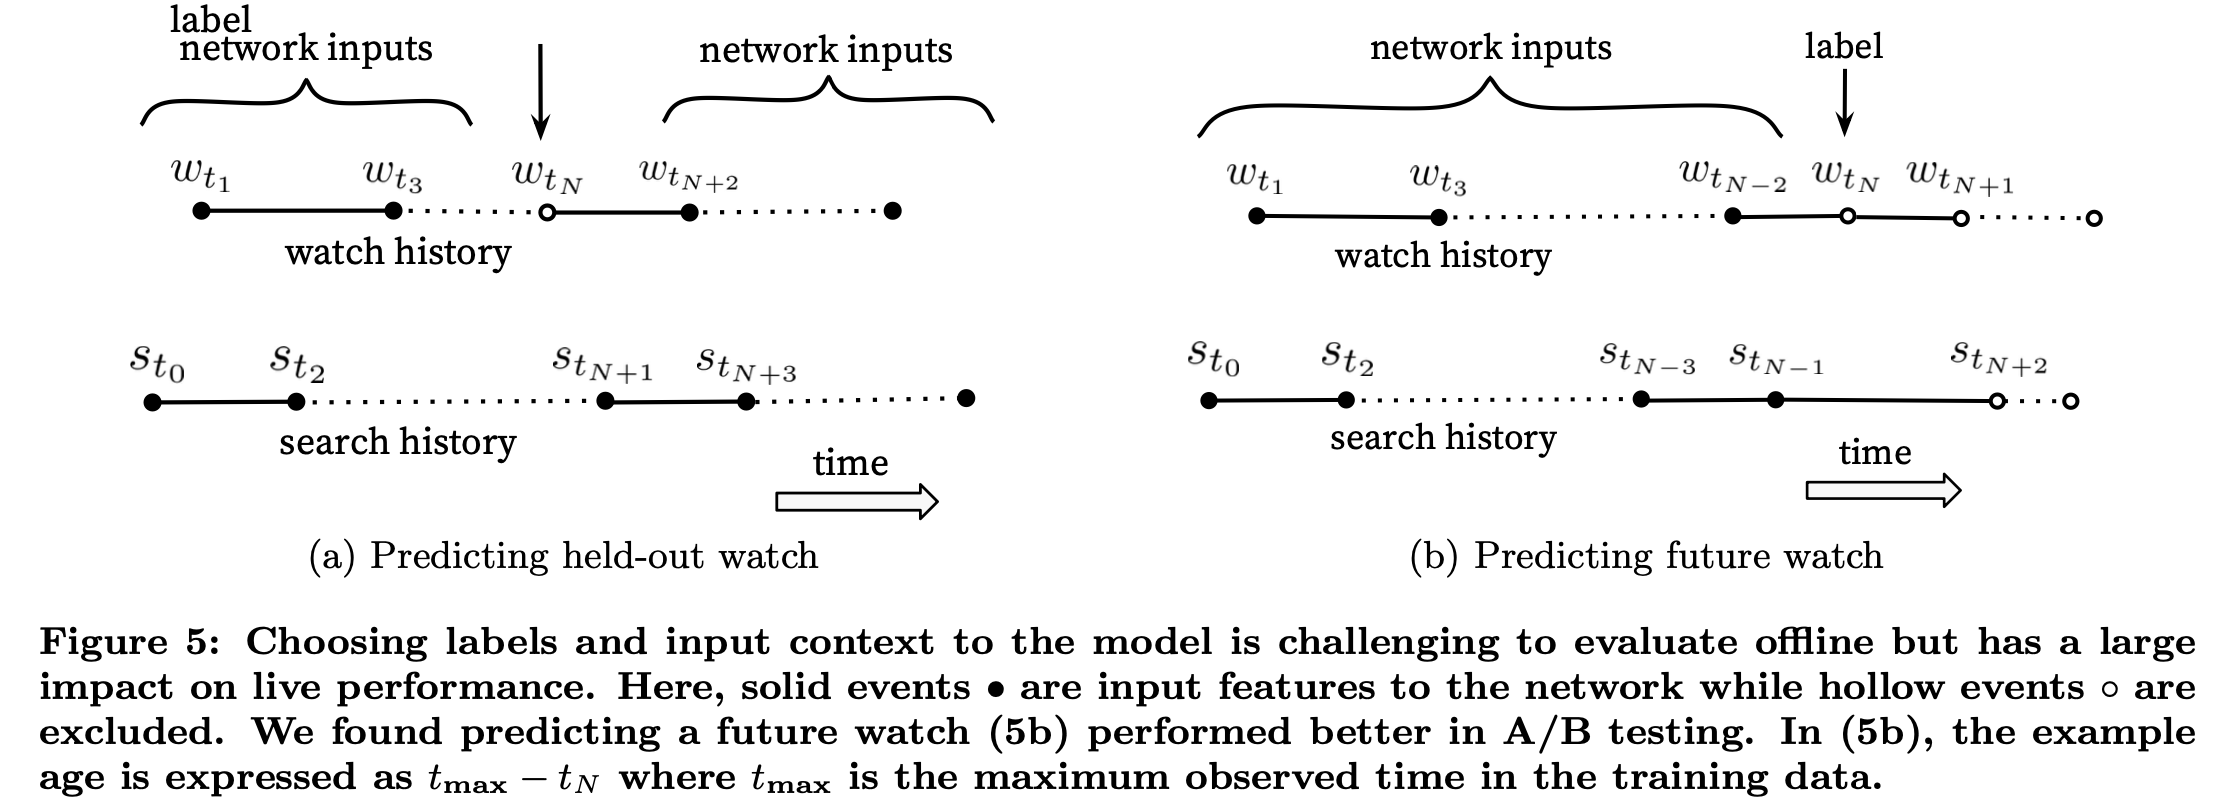 label
network inputs
network inputs
w_{t_1} w_{t_3} w_{t_N} w_{t_{N+2}}
watch history
s_{t_0} s_{t_2} s_{t_{N+1}} s_{t_{N+3}}
search history
time
(a) Predicting held-out watch
network inputs
label
w_{t_1} w_{t_3} w_{t_{N-2}} w_{t_N} w_{t_{N+1}}
watch history
s_{t_0} s_{t_2} s_{t_{N-3}} s_{t_{N-1}} s_{t_{N+2}}
search history
time
(b) Predicting future watch
Figure 5: Choosing labels and input context to the model is challenging to evaluate offline but has a large
impact on live performance. Here, solid events • are input features to the network while hollow events ◦ are
excluded. We found predicting a future watch (5b) performed better in A/B testing. In (5b), the example
age is expressed as t_{max} − t_N where t_{max} is the maximum observed time in the training data.